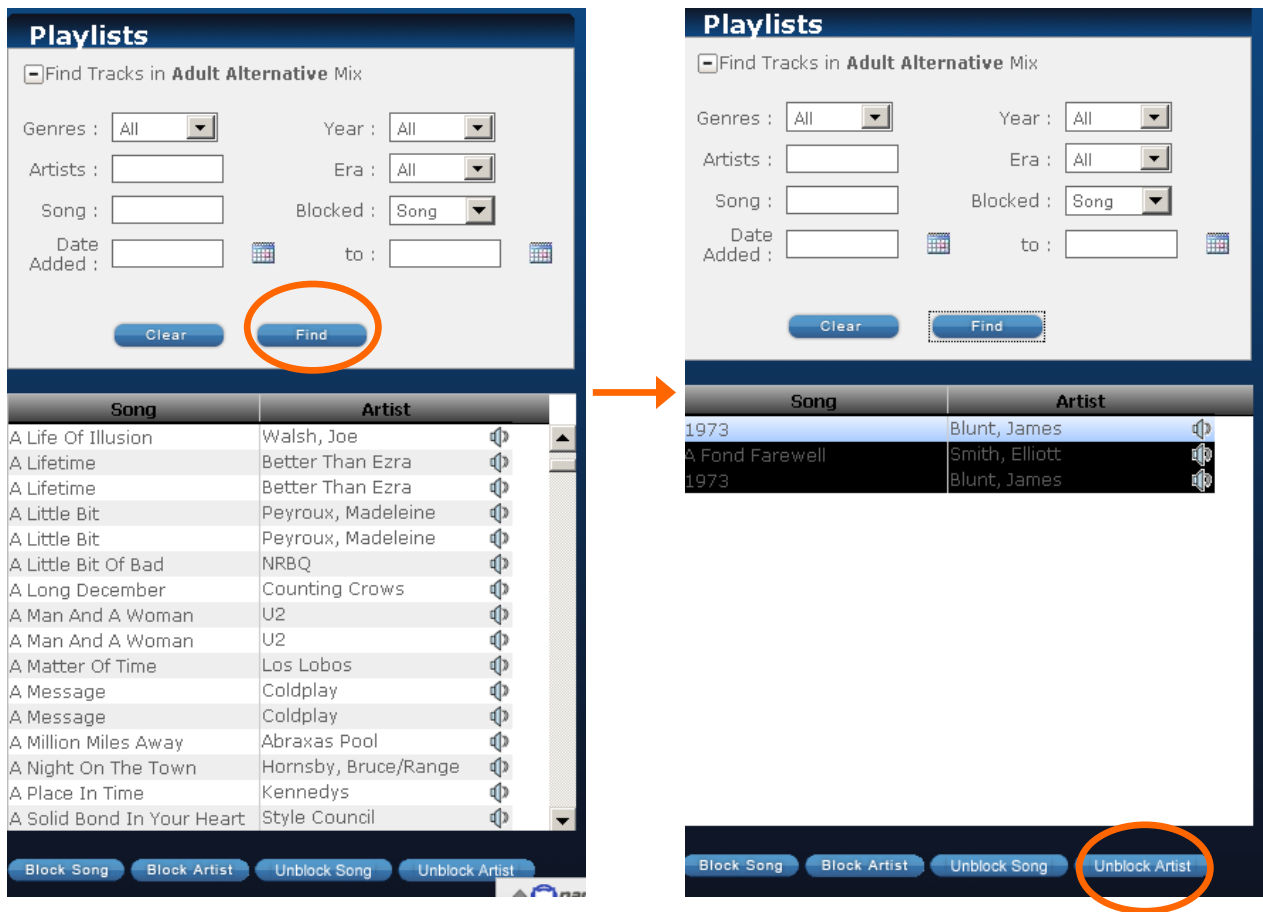 Playlists
Find Tracks in Adult Alternative Mix
Genres : All Year : All
Artists : Era : All
Song : Blocked : Song
Date Added : to :
Clear Find
Song Artist
A Life Of Illusion Walsh, Joe
A Lifetime Better Than Ezra
A Lifetime Better Than Ezra
A Little Bit Peyroux, Madeleine
A Little Bit Peyroux, Madeleine
A Little Bit Of Bad NRBQ
A Long December Counting Crows
A Man And A Woman U2
A Man And A Woman U2
A Matter Of Time Los Lobos
A Message Coldplay
A Message Coldplay
A Million Miles Away Abraxas Pool
A Night On The Town Hornsby, Bruce/Range
A Place In Time Kennedys
A Solid Bond In Your Heart Style Council
Block Song Block Artist Unblock Song Unblock Artist
Playlists
Find Tracks in Adult Alternative Mix
Genres : All Year : All
Artists : Era : All
Song : Blocked : Song
Date Added : to :
Clear Find
Song Artist
1973 Blunt, James
A Fond Farewell Smith, Elliott
1973 Blunt, James
Block Song Block Artist Unblock Song Unblock Artist